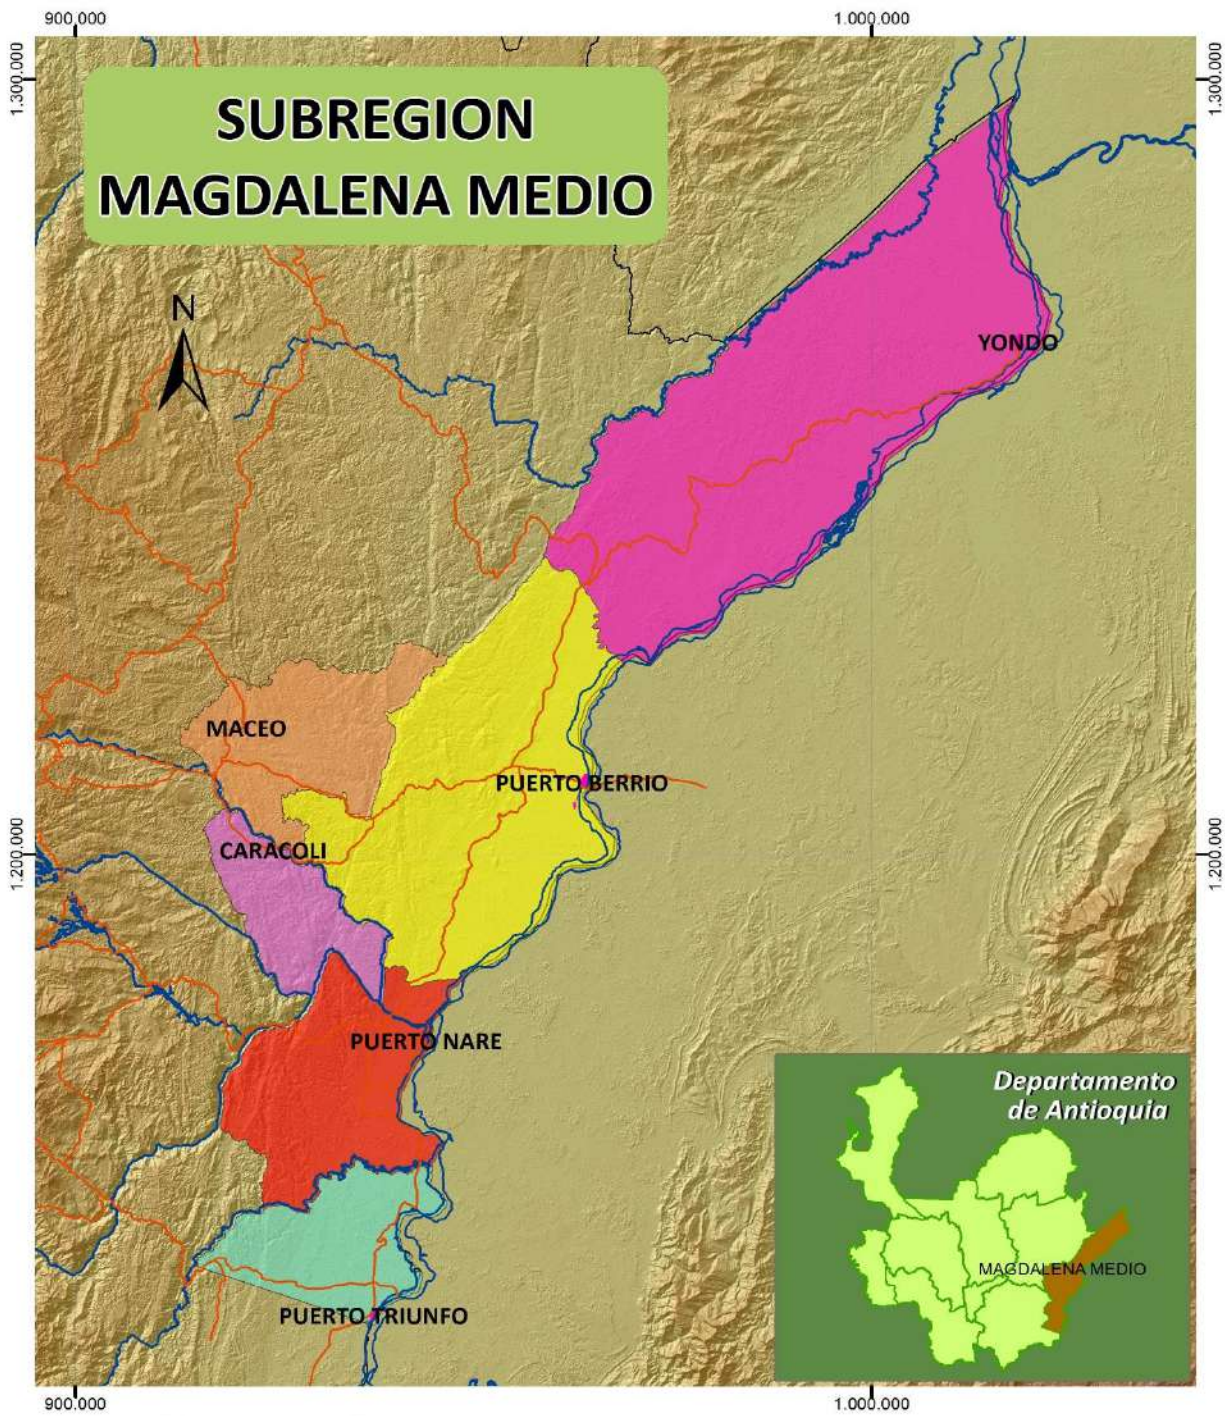 900.000
1.000.000
1.300.000
1.300.000
SUBREGION
MAGDALENA MEDIO
N
YONDO
MACEO
PUERTO BERRIO
CARACOLI
1.200.000
1.200.000
PUERTO NARE
Departamento
de Antioquia
MAGDALENA MEDIO
PUERTO TRIUNFO
900.000
1.000.000